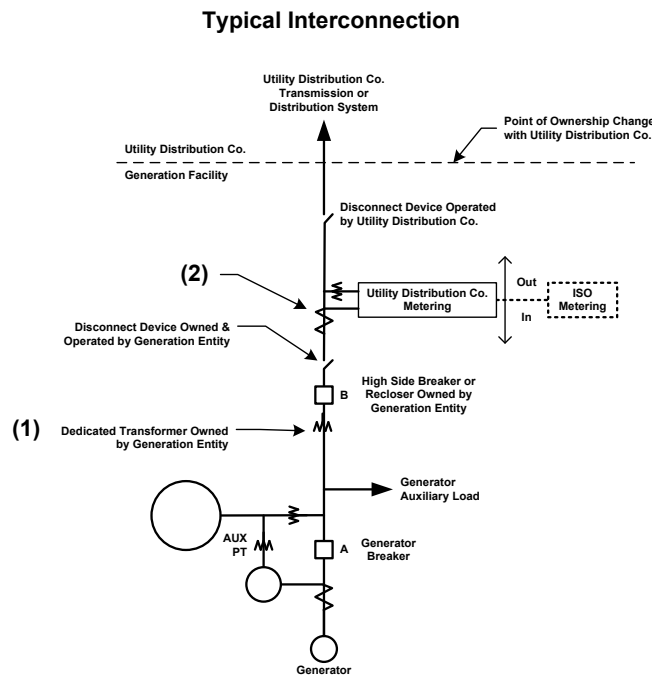 Typical Interconnection
Utility Distribution Co.
Transmission or
Distribution System
Point of Ownership Change
with Utility Distribution Co.
Utility Distribution Co.
Generation Facility
Disconnect Device Operated
by Utility Distribution Co.
(2)
Utility Distribution Co.
Metering
Out
In
ISO
Metering
Disconnect Device Owned &
Operated by Generation Entity
B
High Side Breaker or
Recloser Owned by
Generation Entity
(1)
Dedicated Transformer Owned
by Generation Entity
Generator
Auxiliary Load
AUX
PT
A
Generator
Breaker
Generator